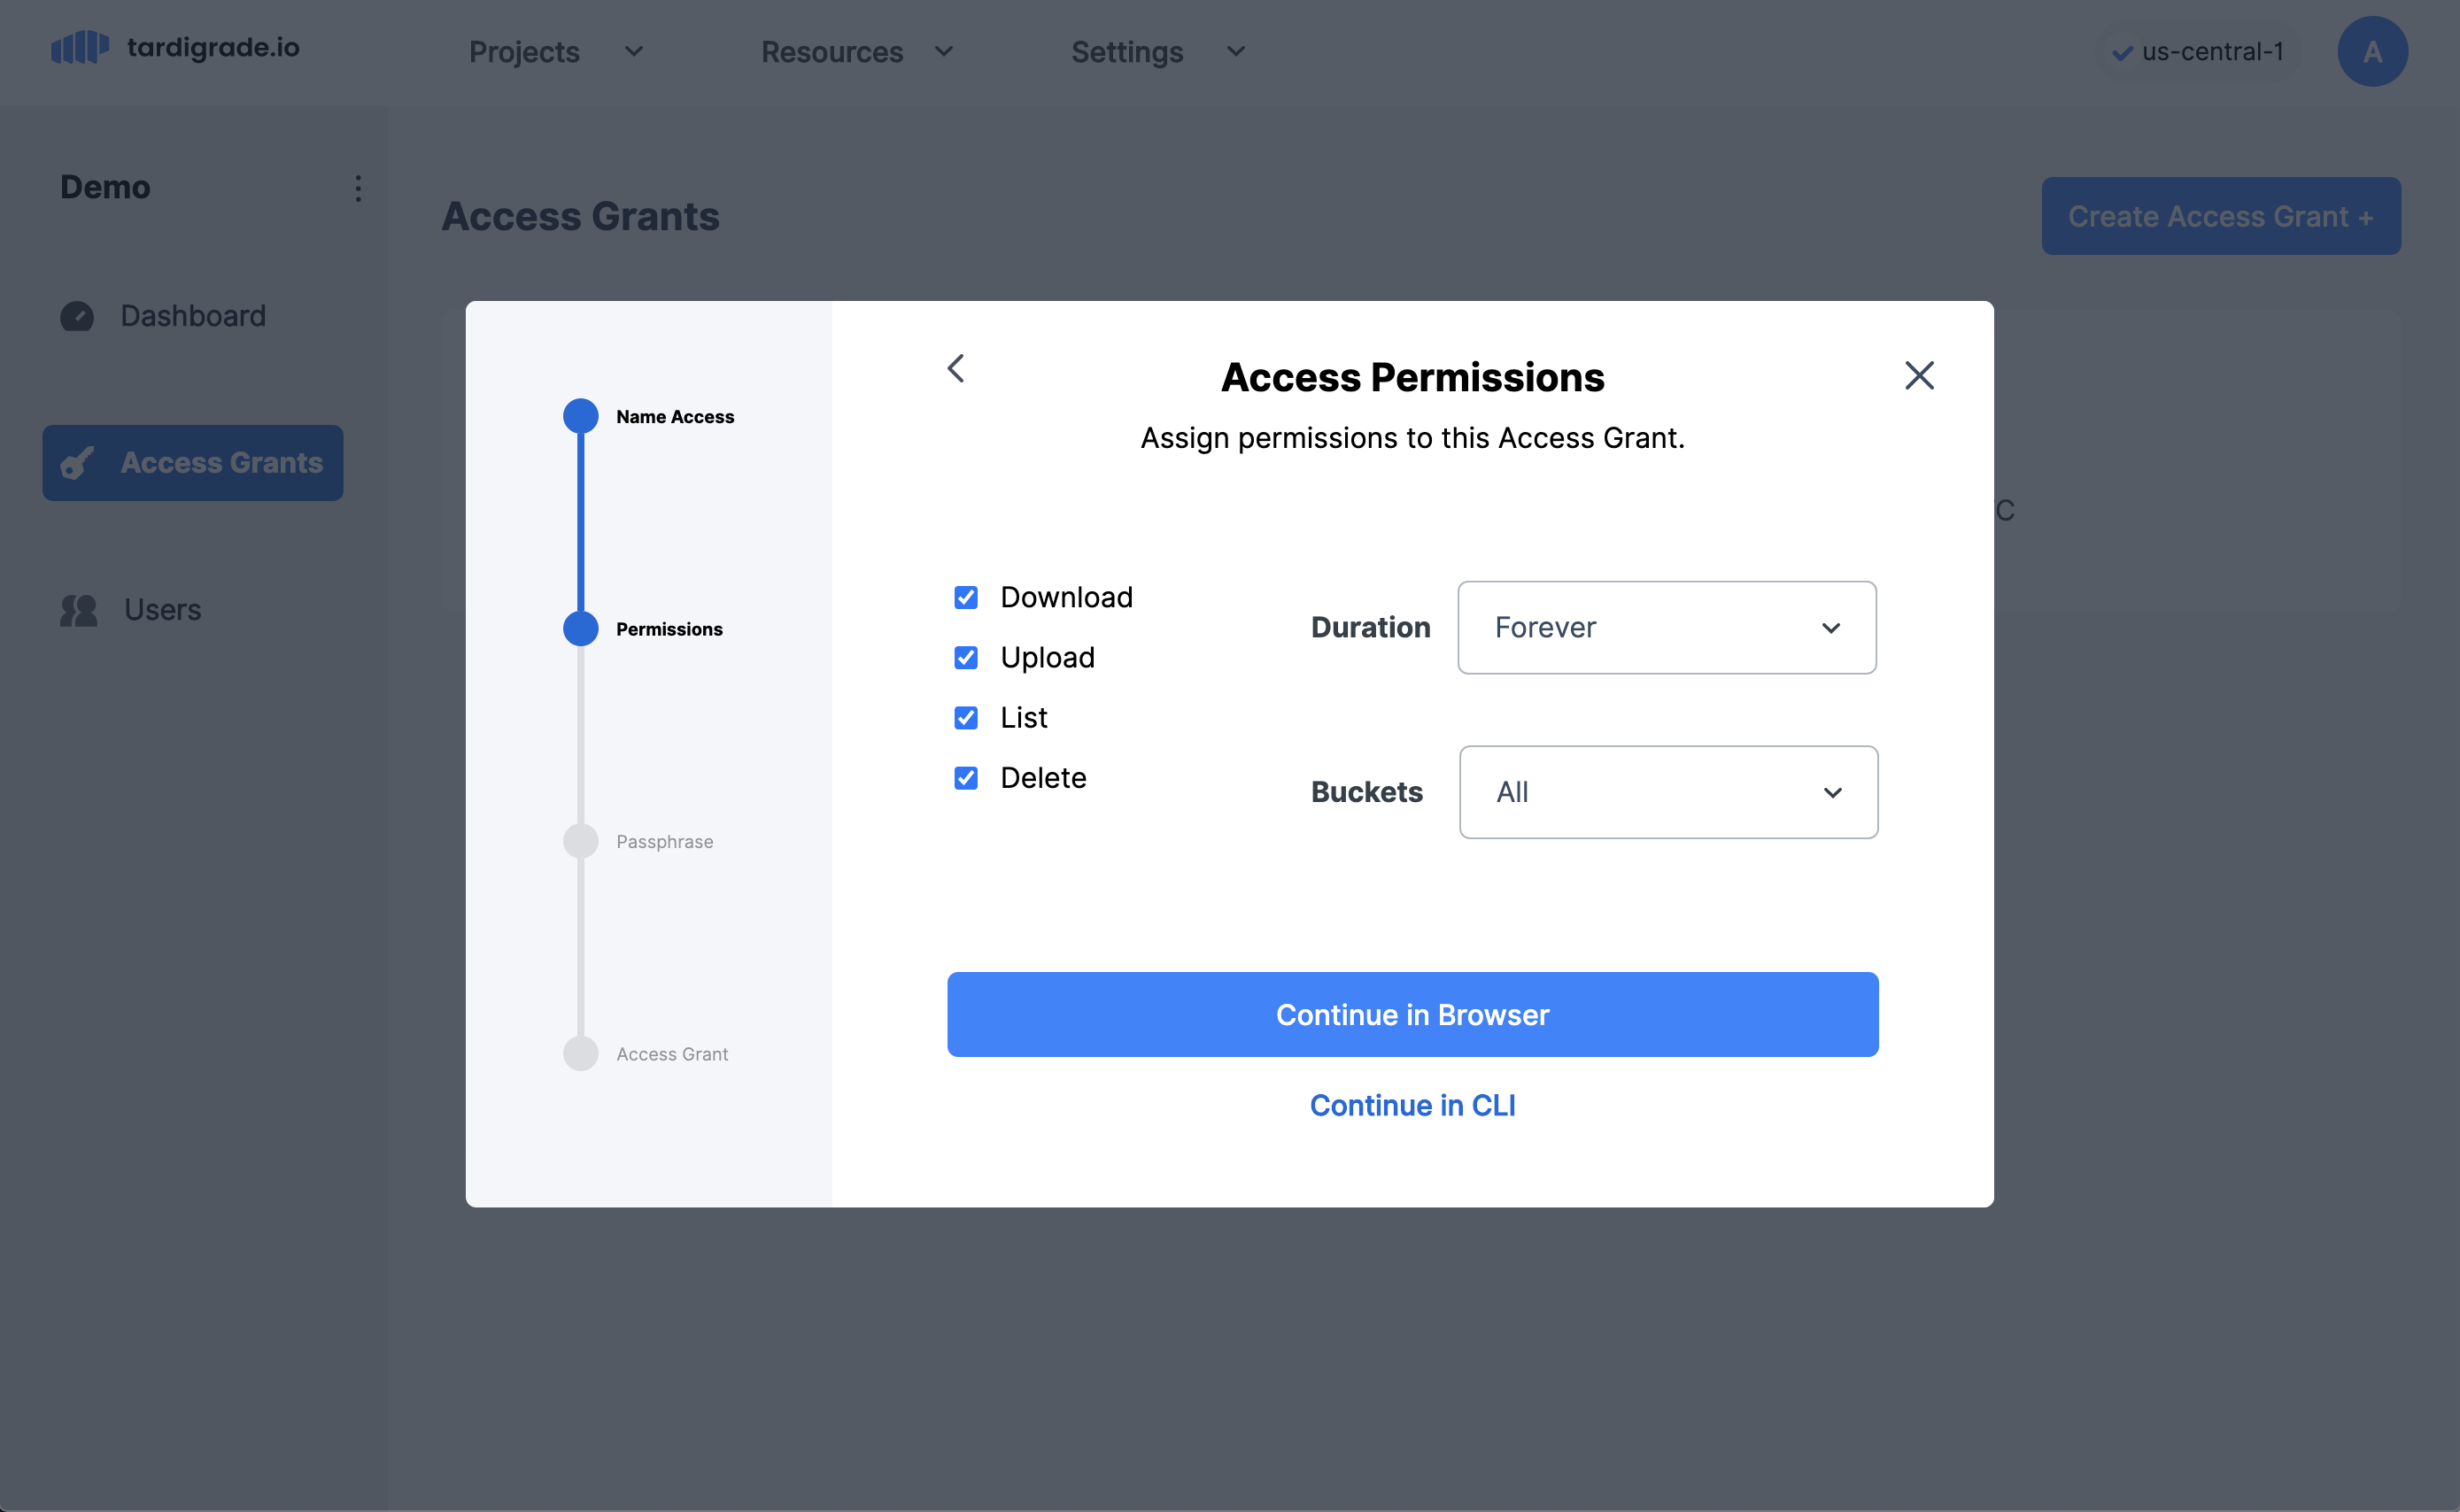 tardigrade.io
Projects
Resources
Settings
us-central-1
A
Demo
Dashboard
Access Grants
Users
Access Grants
Create Access Grant +
C
Name Access
Permissions
Passphrase
Access Grant
Access Permissions
Assign permissions to this Access Grant.
Download
Upload
List
Delete
Duration
Forever
Buckets
All
Continue in Browser
Continue in CLI